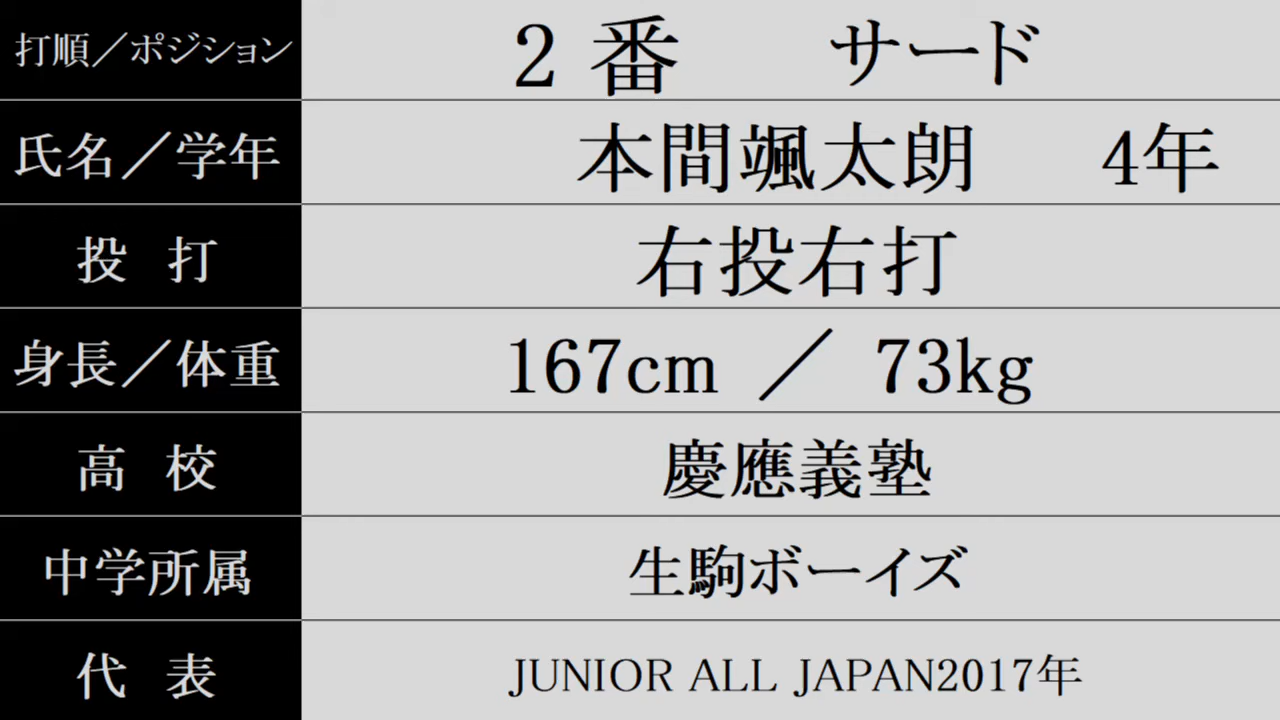 打順／ポジション 2番 サード
氏名／学年 本間颯太朗 4年
投 打 右投右打
身長／体重 167cm ／ 73kg
高 校 慶應義塾
中学所属 生駒ボーイズ
代 表 JUNIOR ALL JAPAN2017年